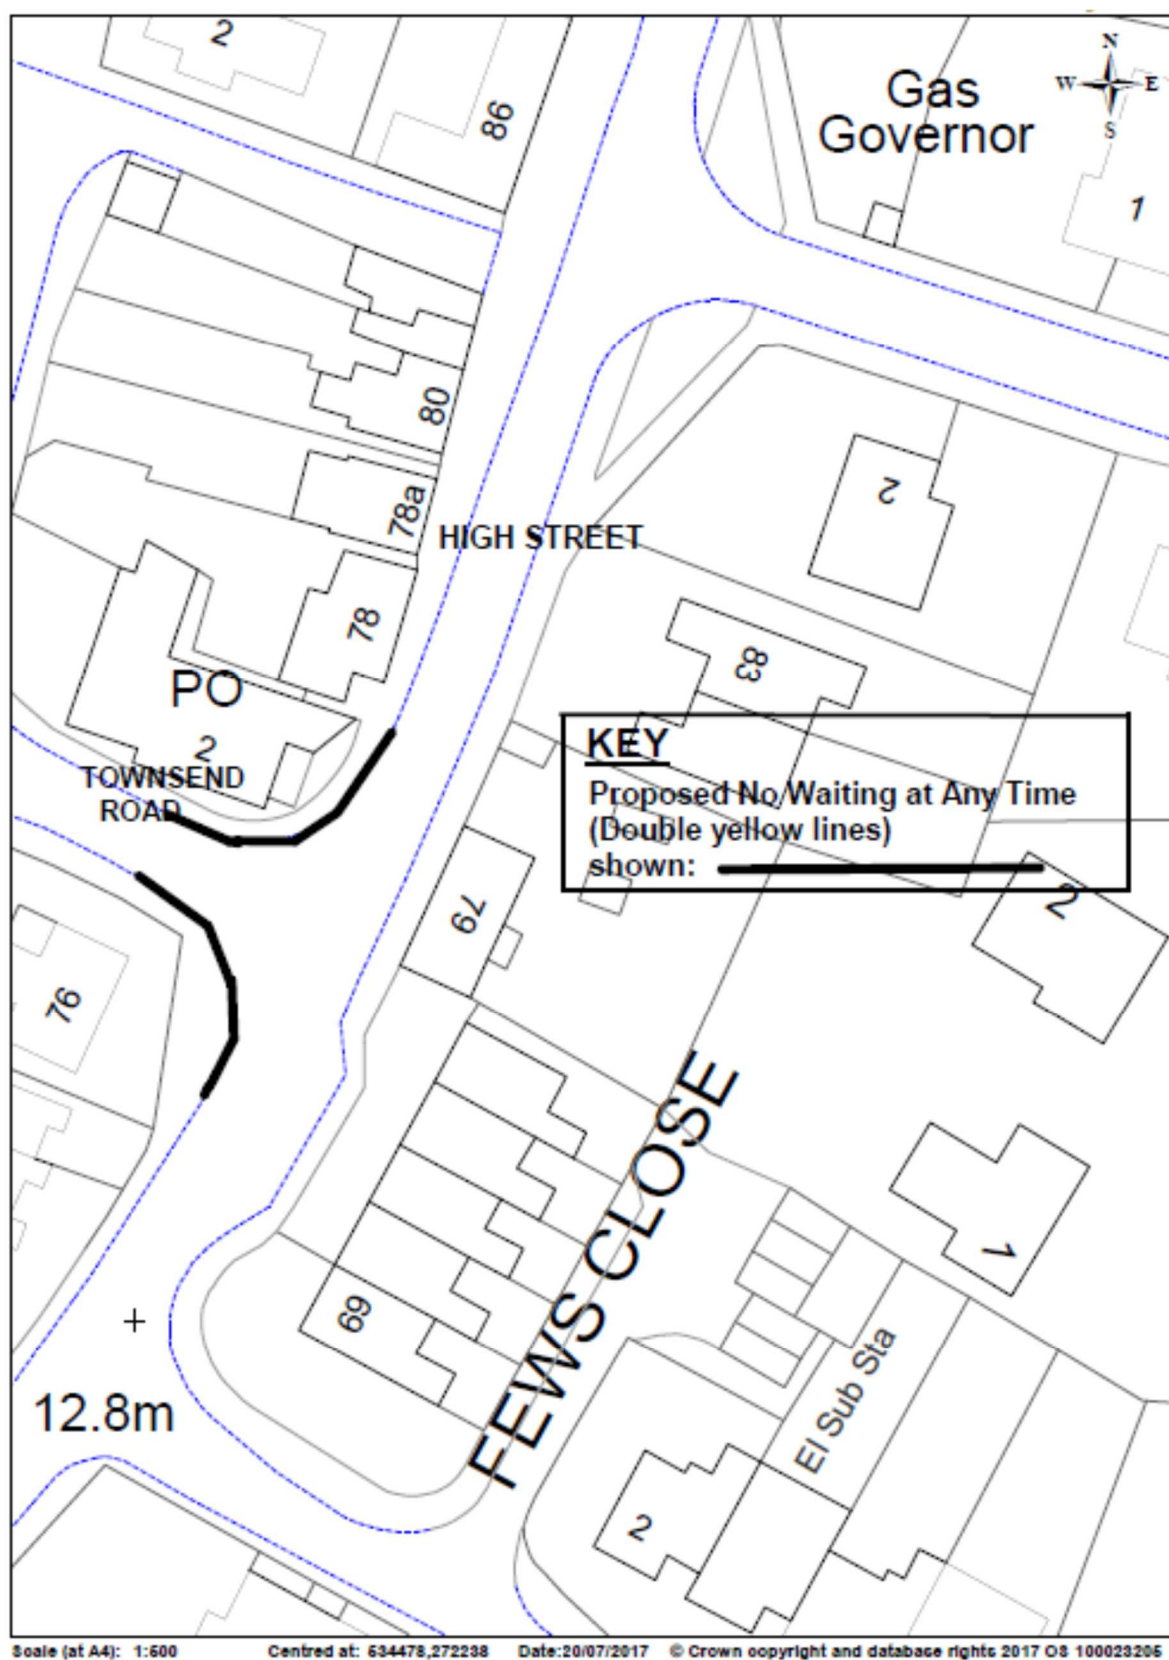 2
86
N
W E
S
Gas
Governor
1
80
78a
HIGH STREET
2
78
83
PO
2
TOWNSEND
ROAD
KEY
Proposed No Waiting at Any Time
(Double yellow lines)
shown:
79
2
76
FEWS CLOSE
1
69
12.8m
El Sub Sta
2
Scale (at A4): 1:500 Centred at: 534478,272238 Date:20/07/2017 © Crown copyright and database rights 2017 OS 100023205